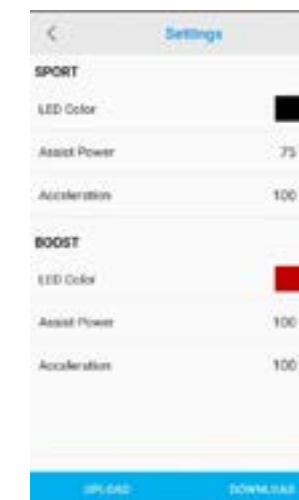 Settings
SPORT
LED Color
Assist Power 75
Acceleration 100
BOOST
LED Color
Assist Power 100
Acceleration 100
UPLOAD DOWNLOAD